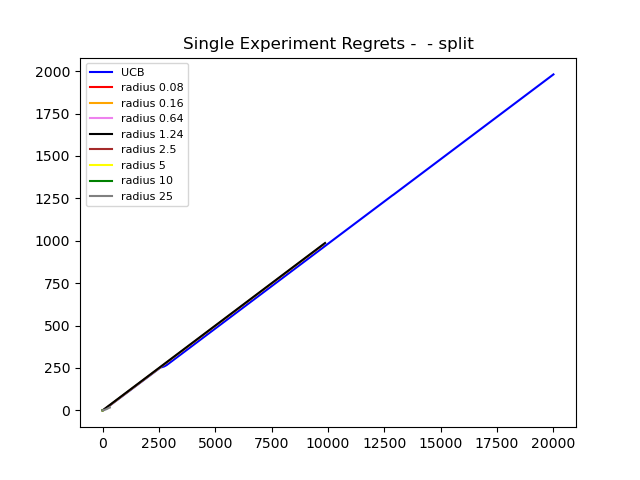 Single Experiment Regrets -  - split
2000
1750
1500
1250
1000
750
500
250
0
UCB
radius 0.08
radius 0.16
radius 0.64
radius 1.24
radius 2.5
radius 5
radius 10
radius 25
0 2500 5000 7500 10000 12500 15000 17500 20000